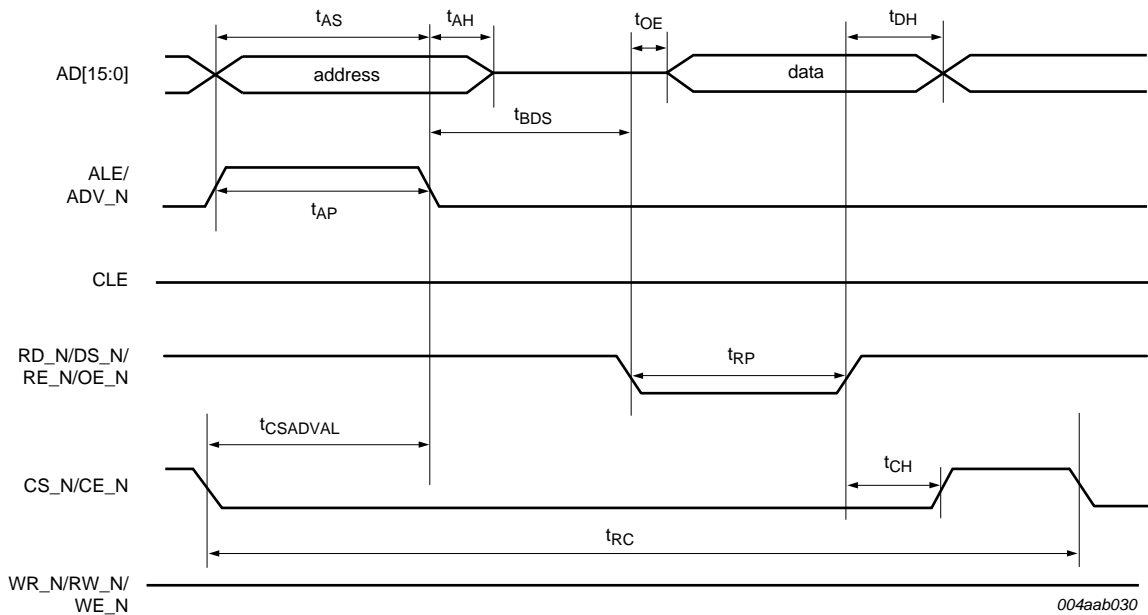 tAS
tAH
tOE
tDH
AD[15:0]
address
data
tBDS
ALE/
ADV_N
tAP
CLE
RD_N/DS_N/
RE_N/OE_N
tRP
tCSADVAL
CS_N/CE_N
tCH
tRC
WR_N/RW_N/
WE_N
004aab030